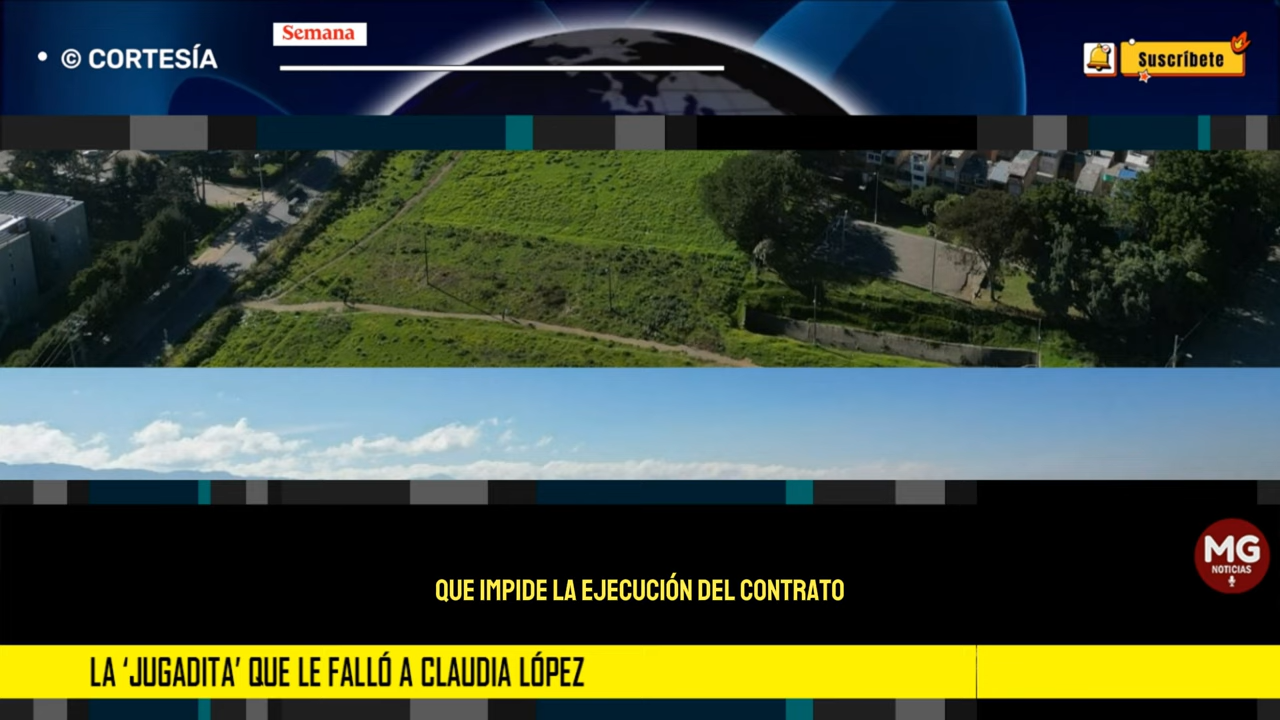 • © CORTESÍA
Semana
Suscríbete
QUE IMPIDE LA EJECUCIÓN DEL CONTRATO
MG
NOTICIAS
LA ‘JUGADITA’ QUE LE FALLÓ A CLAUDIA LÓPEZ